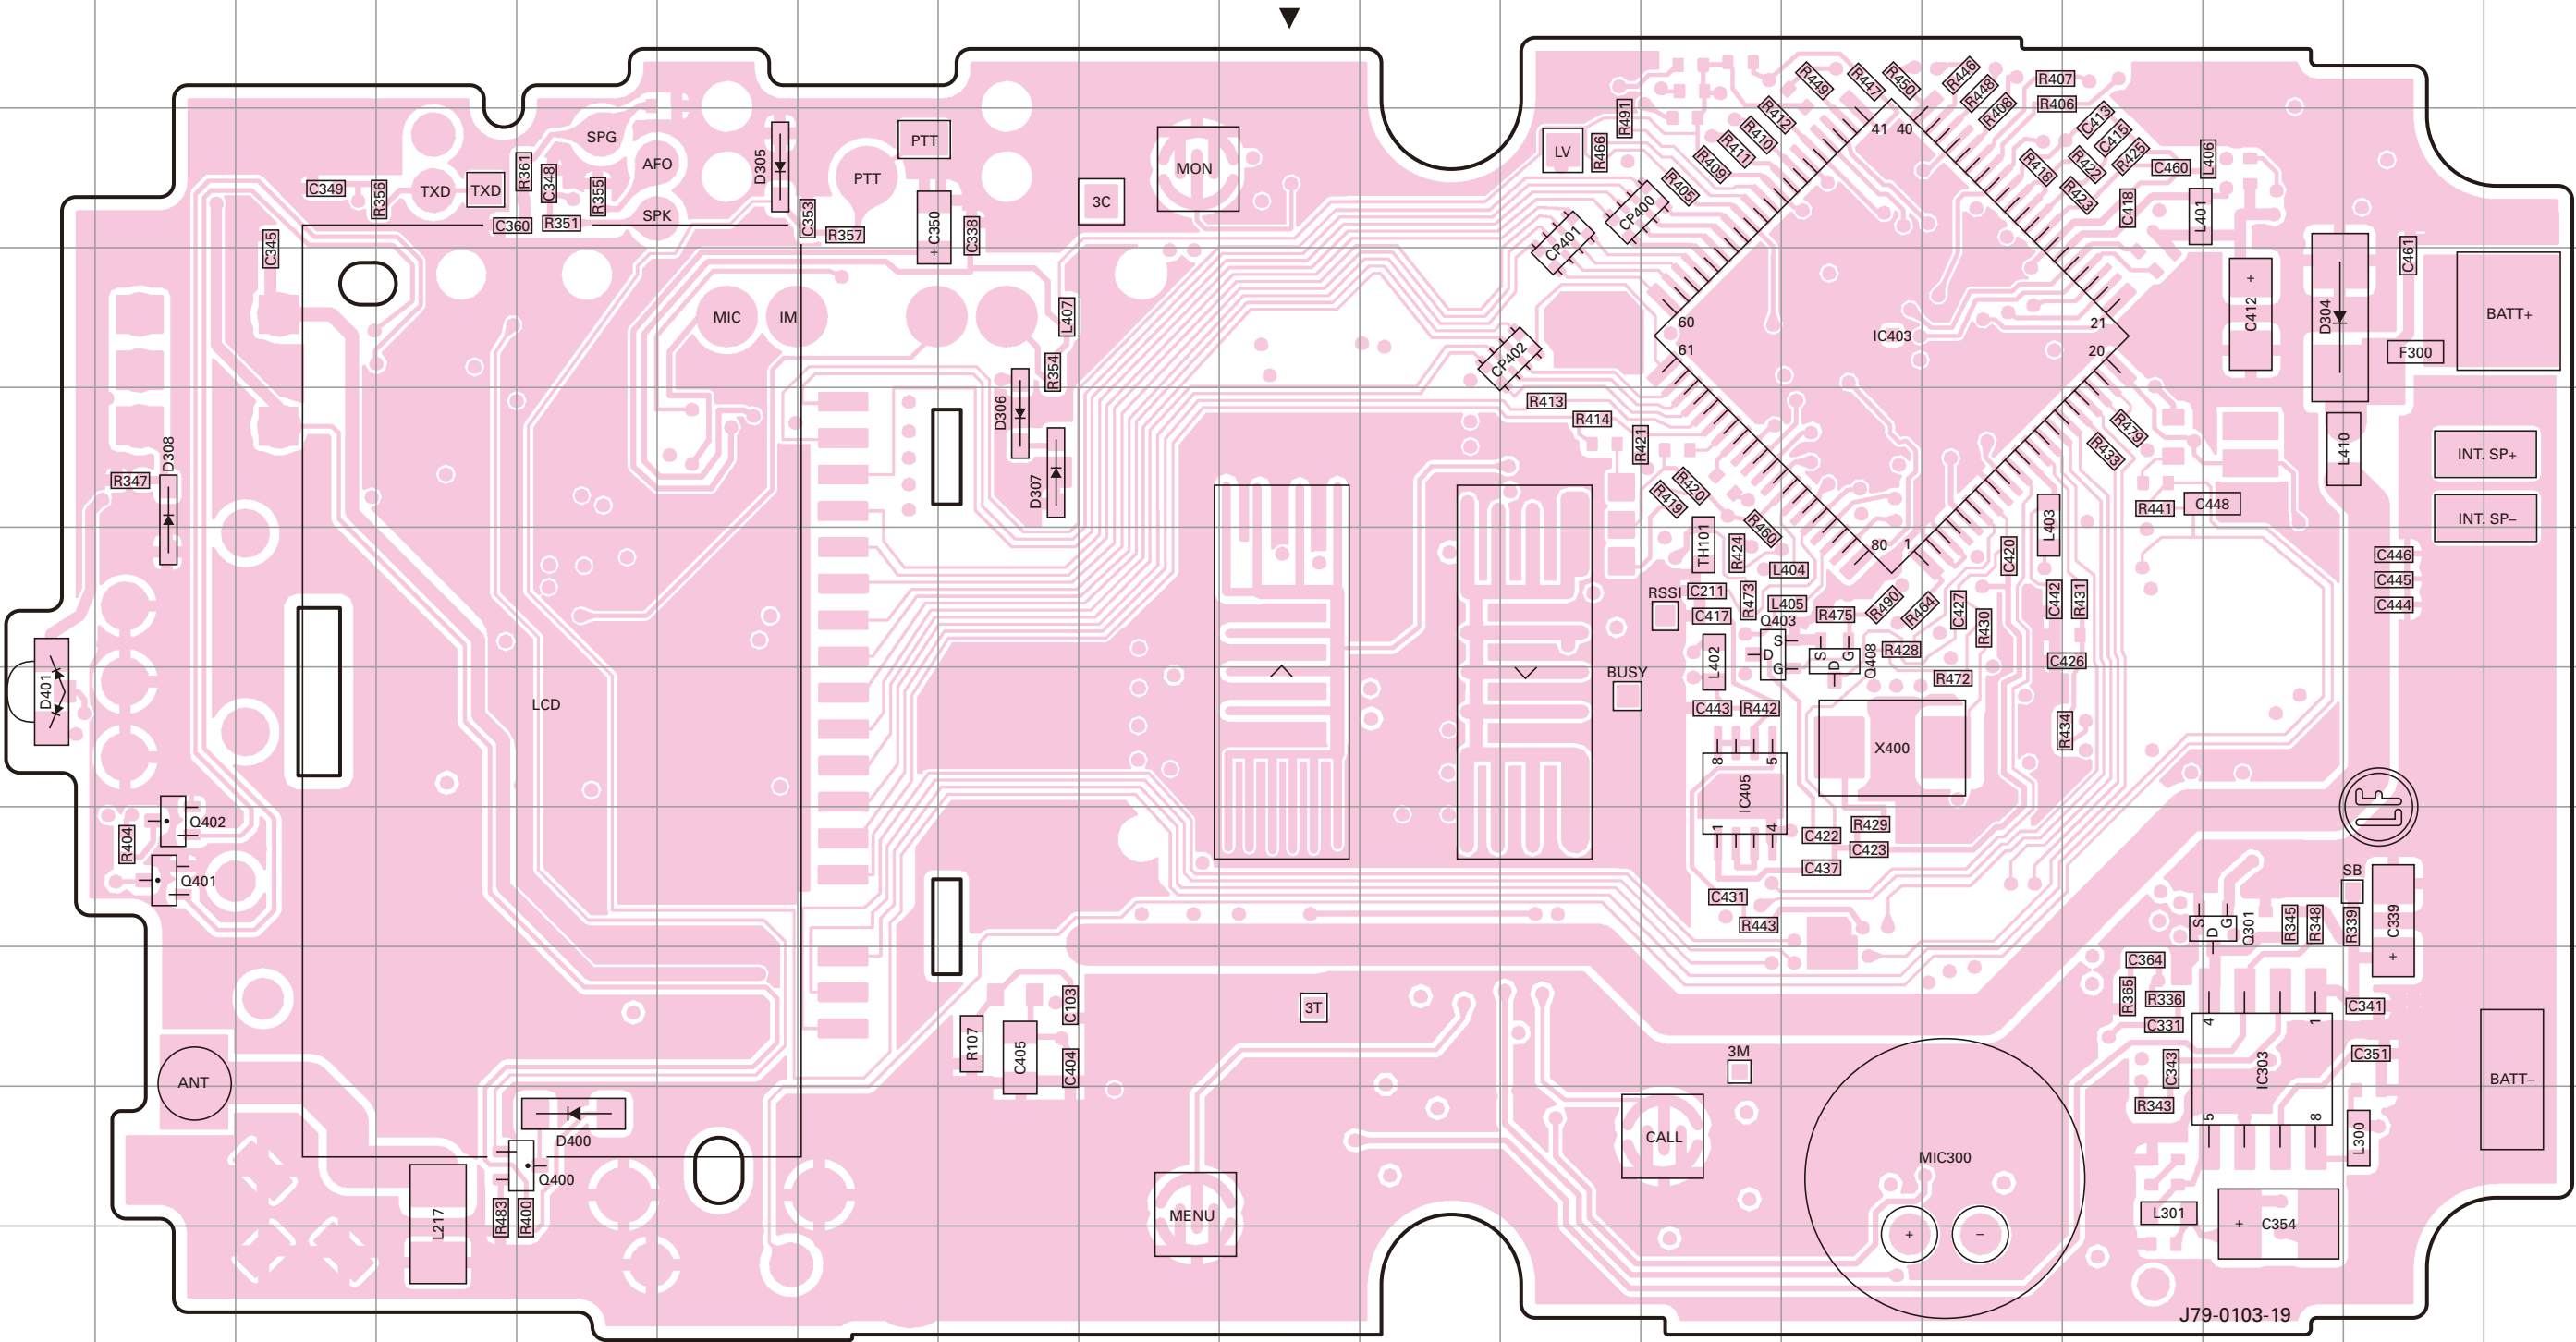 R449
R447
R450
R446
R448
R408
R407
R406
R491
R412
41 40
C413
C415
R425
SPG
D305
PTT
MON
LV
R466
R411
R410
R409
R422
C460
L406
R361
C348
R355
AFO
PTT
3C
R405
R418
R423
C418
L401
C349
R356
TXD
TXD
SPK
C353
CP400
C360
R351
R357
+ C350
C338
CP401
C345
C461
MIC
IM
L407
60
IC403
21
+
C412
D304
BATT+
61
20
CP402
R354
F300
D306
R413
R414
R421
R479
R433
L410
INT. SP+
D308
R347
D307
R420
R419
R441
C448
INT. SP–
TH101
R424
R460
80
1
C420
L403
C446
L404
C445
RSSI
C211
R473
L405
C444
C417
Q403
R475
R490
R464
C427
R430
C442
R431
S
D
G
S
D
G
Q408
R428
C426
BUSY
L402
R472
D401
LCD
C443
R442
R434
X400
8
5
IC405
Q402
1
4
R429
C422
C423
R404
C437
Q401
SB
C431
R443
S
D
G
Q301
R345
R348
R339
C339
+
C364
R365
R336
C341
C103
3T
C331
4
1
R107
C405
C404
3M
C343
IC303
C351
ANT
BATT–
R343
5
8
D400
CALL
L300
Q400
MIC300
R483
R400
L217
MENU
L301
+ C354
+
–
J79-0103-19